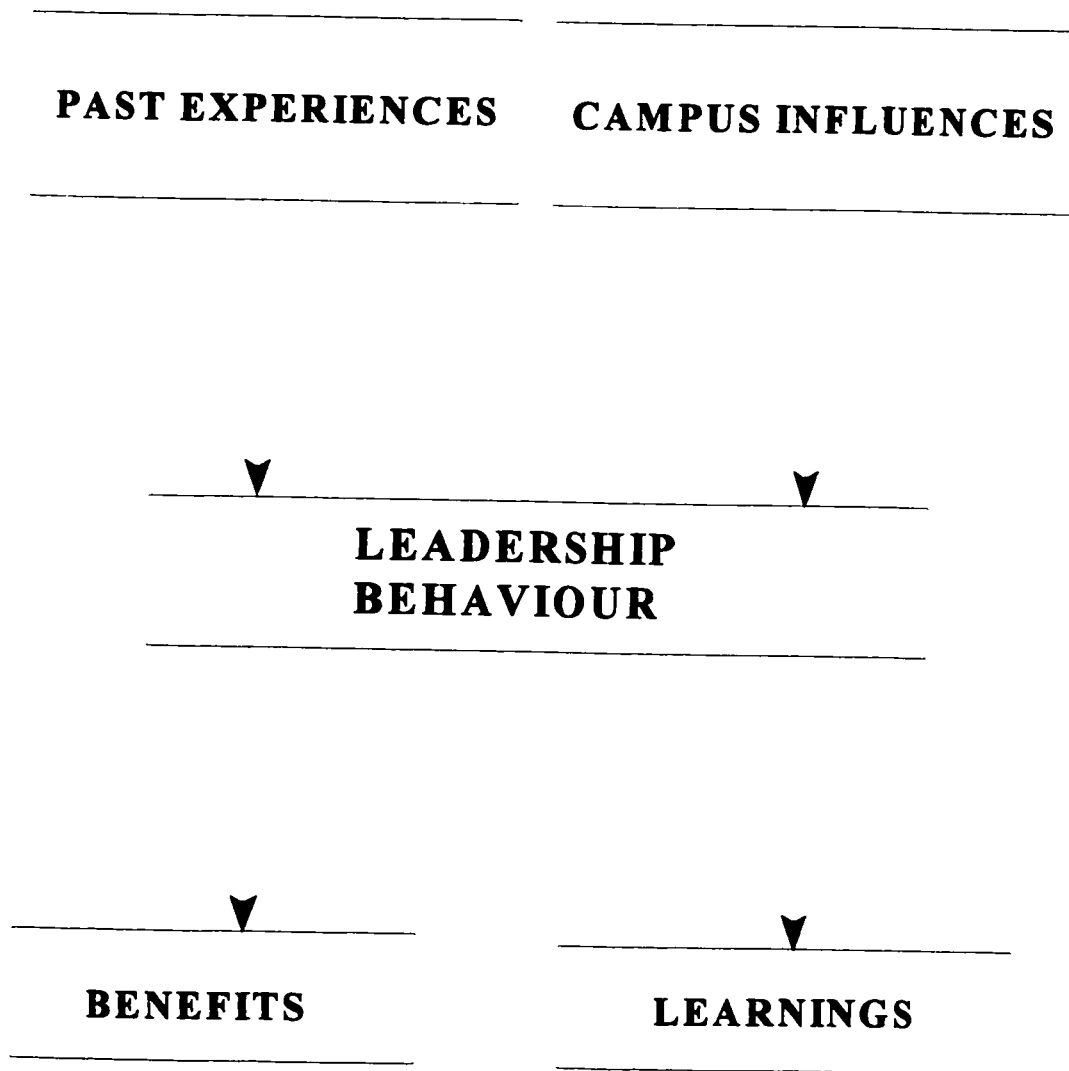 PAST EXPERIENCES
CAMPUS INFLUENCES
LEADERSHIP
BEHAVIOUR
BENEFITS
LEARNINGS